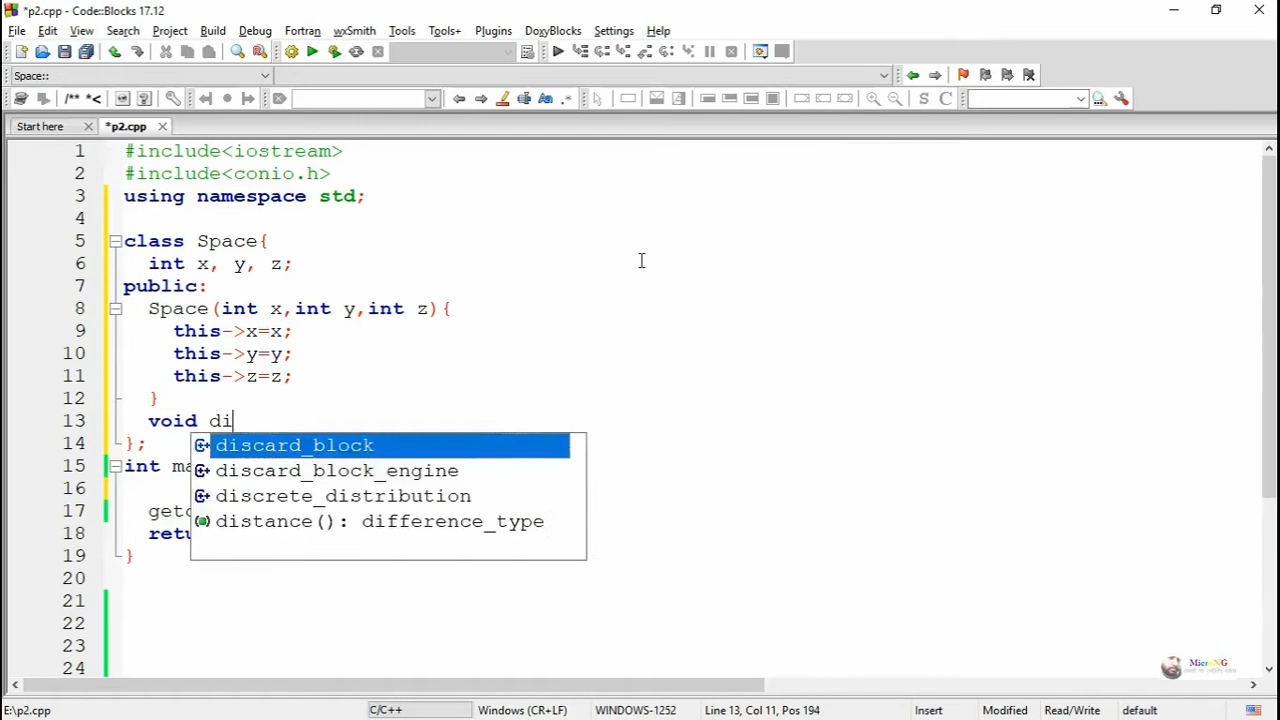 *p2.cpp - Code::Blocks 17.12
File Edit View Search Project Build Debug Fortran wxSmith Tools Tools+ Plugins DoxyBlocks Settings Help
Space::
/** *<
S C
Start here *p2.cpp
1 #include<iostream>
2 #include<conio.h>
3 using namespace std;
4
5 class Space{
6 int x, y, z;
7 public:
8 Space(int x,int y,int z){
9 this->x=x;
10 this->y=y;
11 this->z=z;
12 }
13 void di
14 };
discard_block
15 int ma
discard_block_engine
16
discrete_distribution
17 getc
distance(): difference_type
18 retu
19 }
20
21
22
23
24
MicroNG
E:\p2.cpp C/C++ Windows (CR+LF) WINDOWS-1252 Line 13, Col 11, Pos 194 Insert Modified Read/Write default